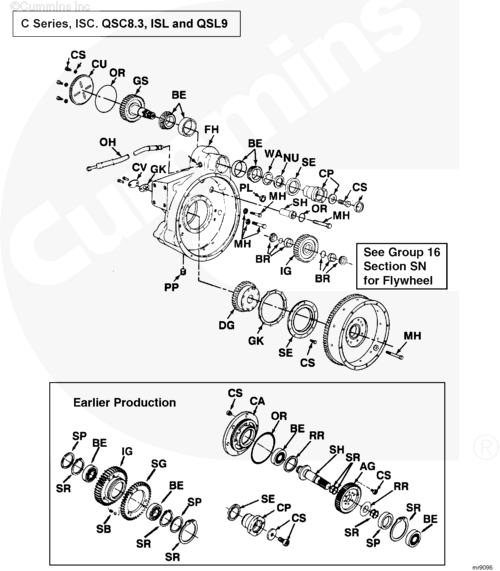 ©Cummins Inc.
Cummins
C Series, ISC. QSC8.3, ISL and QSL9
CS
CU
OR
GS
BE
OH
FH
CV
GK
BE
WA
NU
SE
CP
CS
PL
MH
SH
OR
MH
MH
BR
IG
BR
PP
See Group 16
Section SN
for Flywheel
DG
GK
SE
CS
MH
Earlier Production
CS
CA
OR
BE
RR
SH
SR
AG
CS
RR
SR
SP
BE
IG
SG
BE
SP
SR
SB
SR
SR
SE
CP
CS
SR
SP
BE
®
mr9095